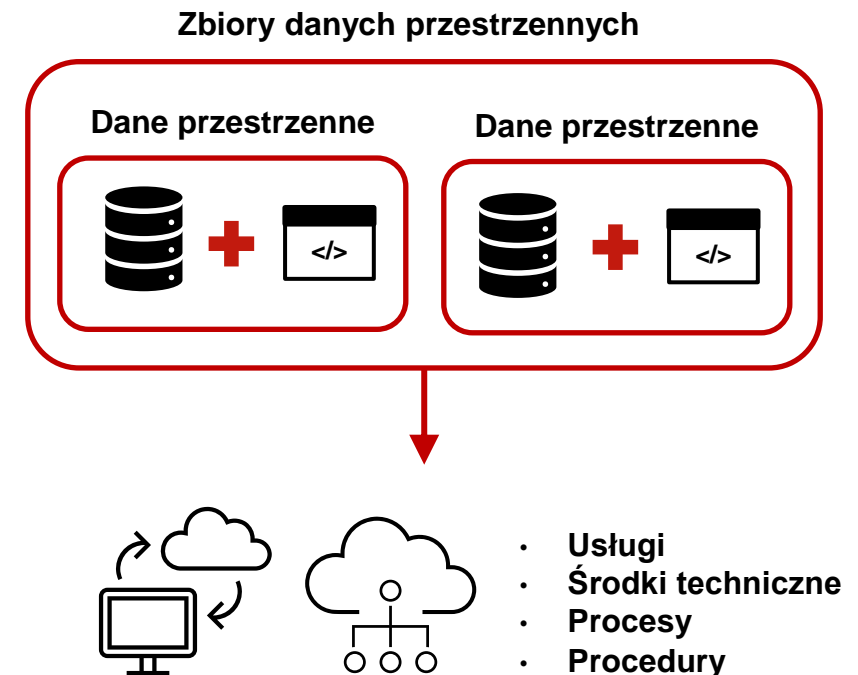 Zbiory danych przestrzennych
Dane przestrzenne
Dane przestrzenne
</>
</>
· Usługi
· Środki techniczne
· Procesy
· Procedury